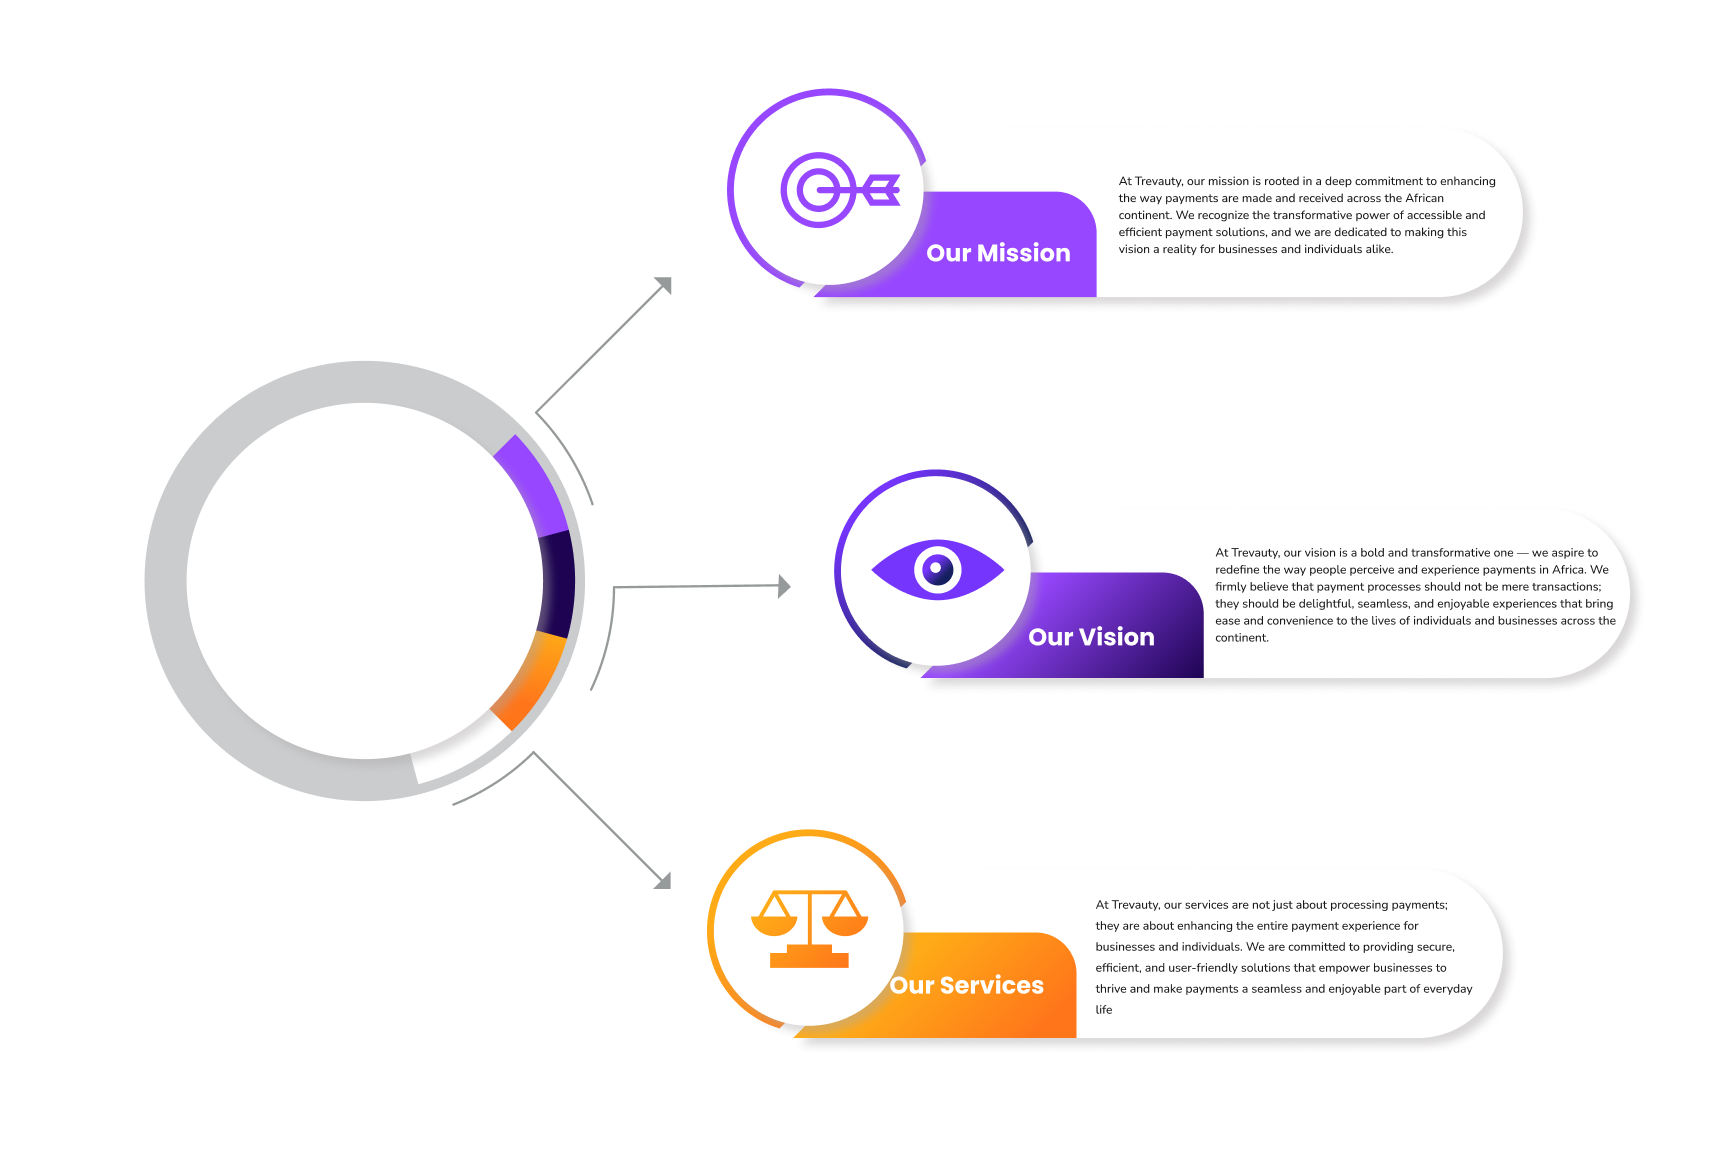 Our Mission
At Trevauty, our mission is rooted in a deep commitment to enhancing
the way payments are made and received across the African
continent. We recognize the transformative power of accessible and
efficient payment solutions, and we are dedicated to making this
vision a reality for businesses and individuals alike.
Our Vision
At Trevauty, our vision is a bold and transformative one — we aspire to
redefine the way people perceive and experience payments in Africa. We
firmly believe that payment processes should not be mere transactions;
they should be delightful, seamless, and enjoyable experiences that bring
ease and convenience to the lives of individuals and businesses across the
continent.
Our Services
At Trevauty, our services are not just about processing payments;
they are about enhancing the entire payment experience for
businesses and individuals. We are committed to providing secure,
efficient, and user-friendly solutions that empower businesses to
thrive and make payments a seamless and enjoyable part of everyday
life